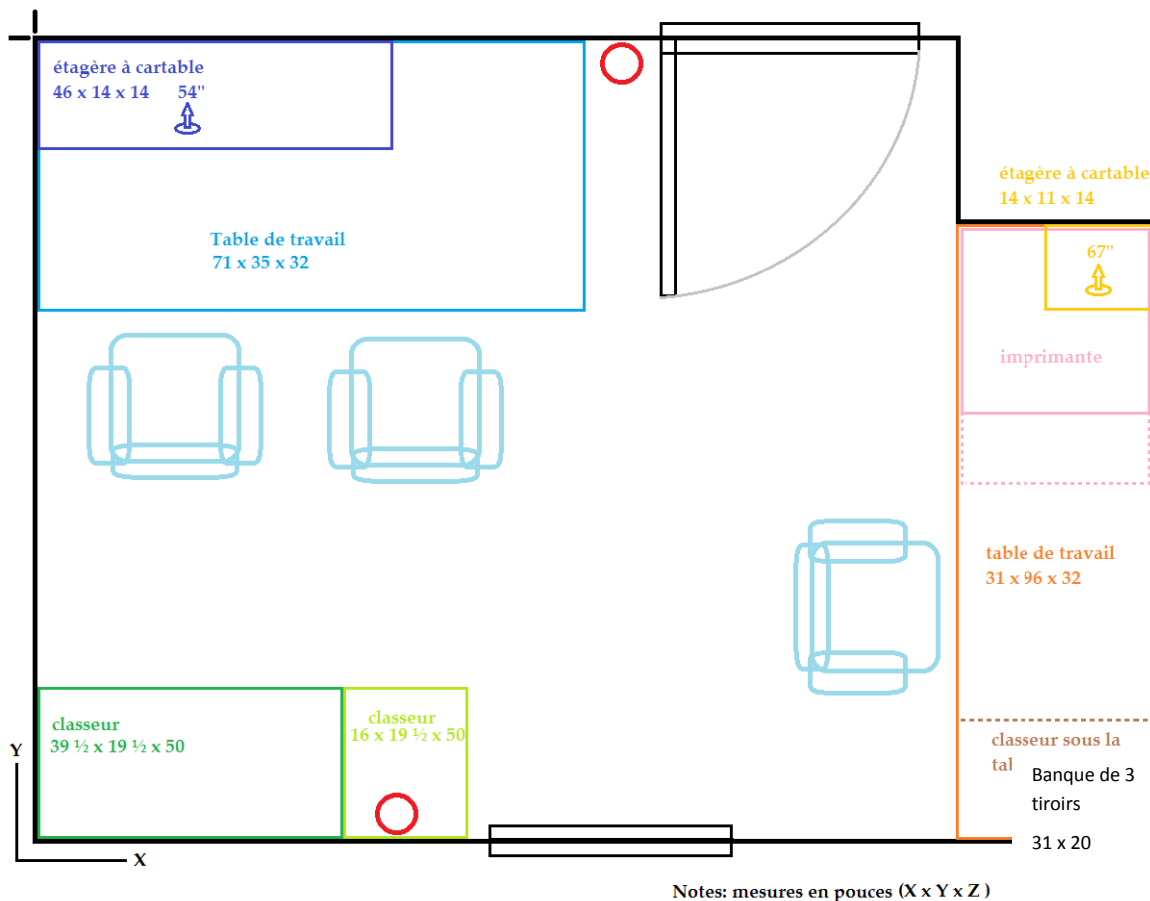 étagère à cartable
46 x 14 x 14 54"
étagère à cartable
14 x 11 x 14
67"
Table de travail
71 x 35 x 32
imprimante
table de travail
31 x 96 x 32
classeur
39 ½ x 19 ½ x 50
classeur
16 x 19 ½ x 50
classeur sous la
Banque de 3
tiroirs
31 x 20
Y
X
Notes: mesures en pouces (X x Y x Z )